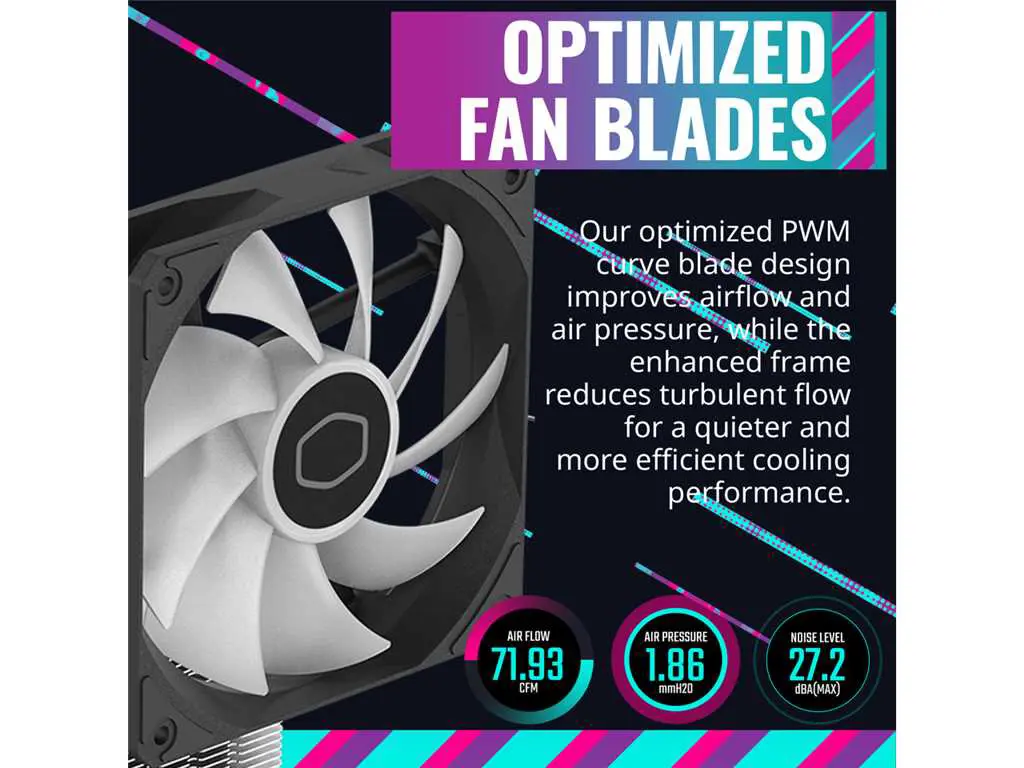 OPTIMIZED
FAN BLADES
Our optimized PWM
curve blade design
improves airflow and
air pressure, while the
enhanced frame
reduces turbulent flow
for a quieter and
more efficient cooling
performance.
AIR FLOW
71.93
CFM
AIR PRESSURE
1.86
mmH2O
NOISE LEVEL
27.2
dBA(MAX)